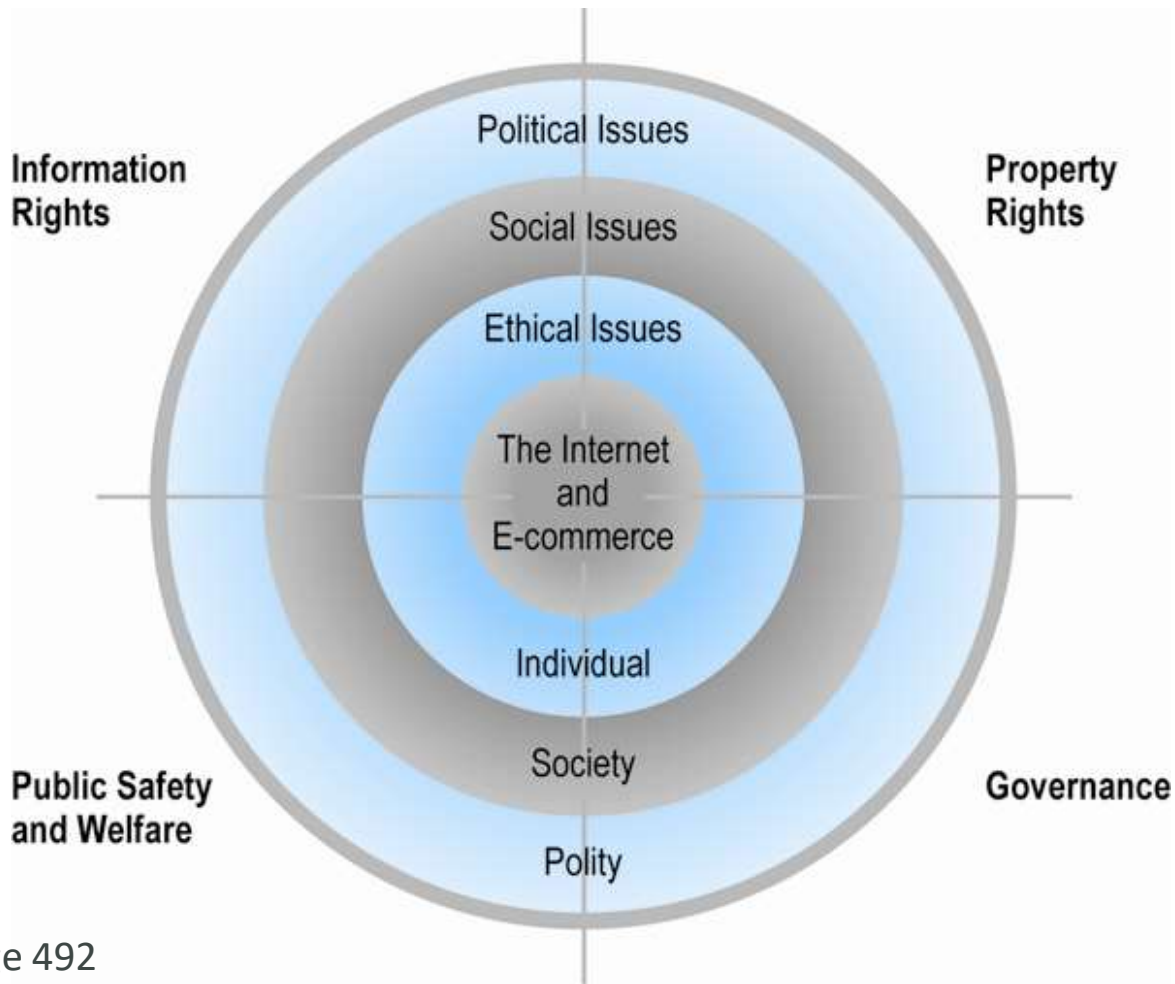 Political Issues
Information
Rights
Property
Rights
Social Issues
Ethical Issues
The Internet
and
E-commerce
Individual
Society
Public Safety
and Welfare
Governance
Polity
e 492